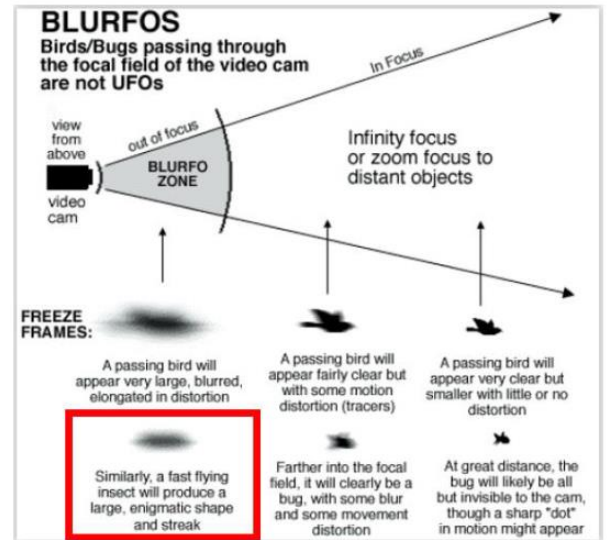 BLURFOS
Birds/Bugs passing through
the focal field of the video cam
are not UFOs
In Focus
view
from
above
out of focus
BLURFO
ZONE
Infinity focus
or zoom focus to
distant objects
video
cam
FREEZE
FRAMES:
A passing bird will
appear very large, blurred,
elongated in distortion
A passing bird will
appear fairly clear but
with some motion
distortion (tracers)
A passing bird will
appear very clear but
smaller with little or no
distortion
Similarly, a fast flying
insect will produce a
large, enigmatic shape
and streak
Farther into the focal
field, it will clearly be a
bug, with some blur
and some movement
distortion
At great distance, the
bug will likely be all
but invisible to the cam,
though a sharp "dot"
in motion might appear